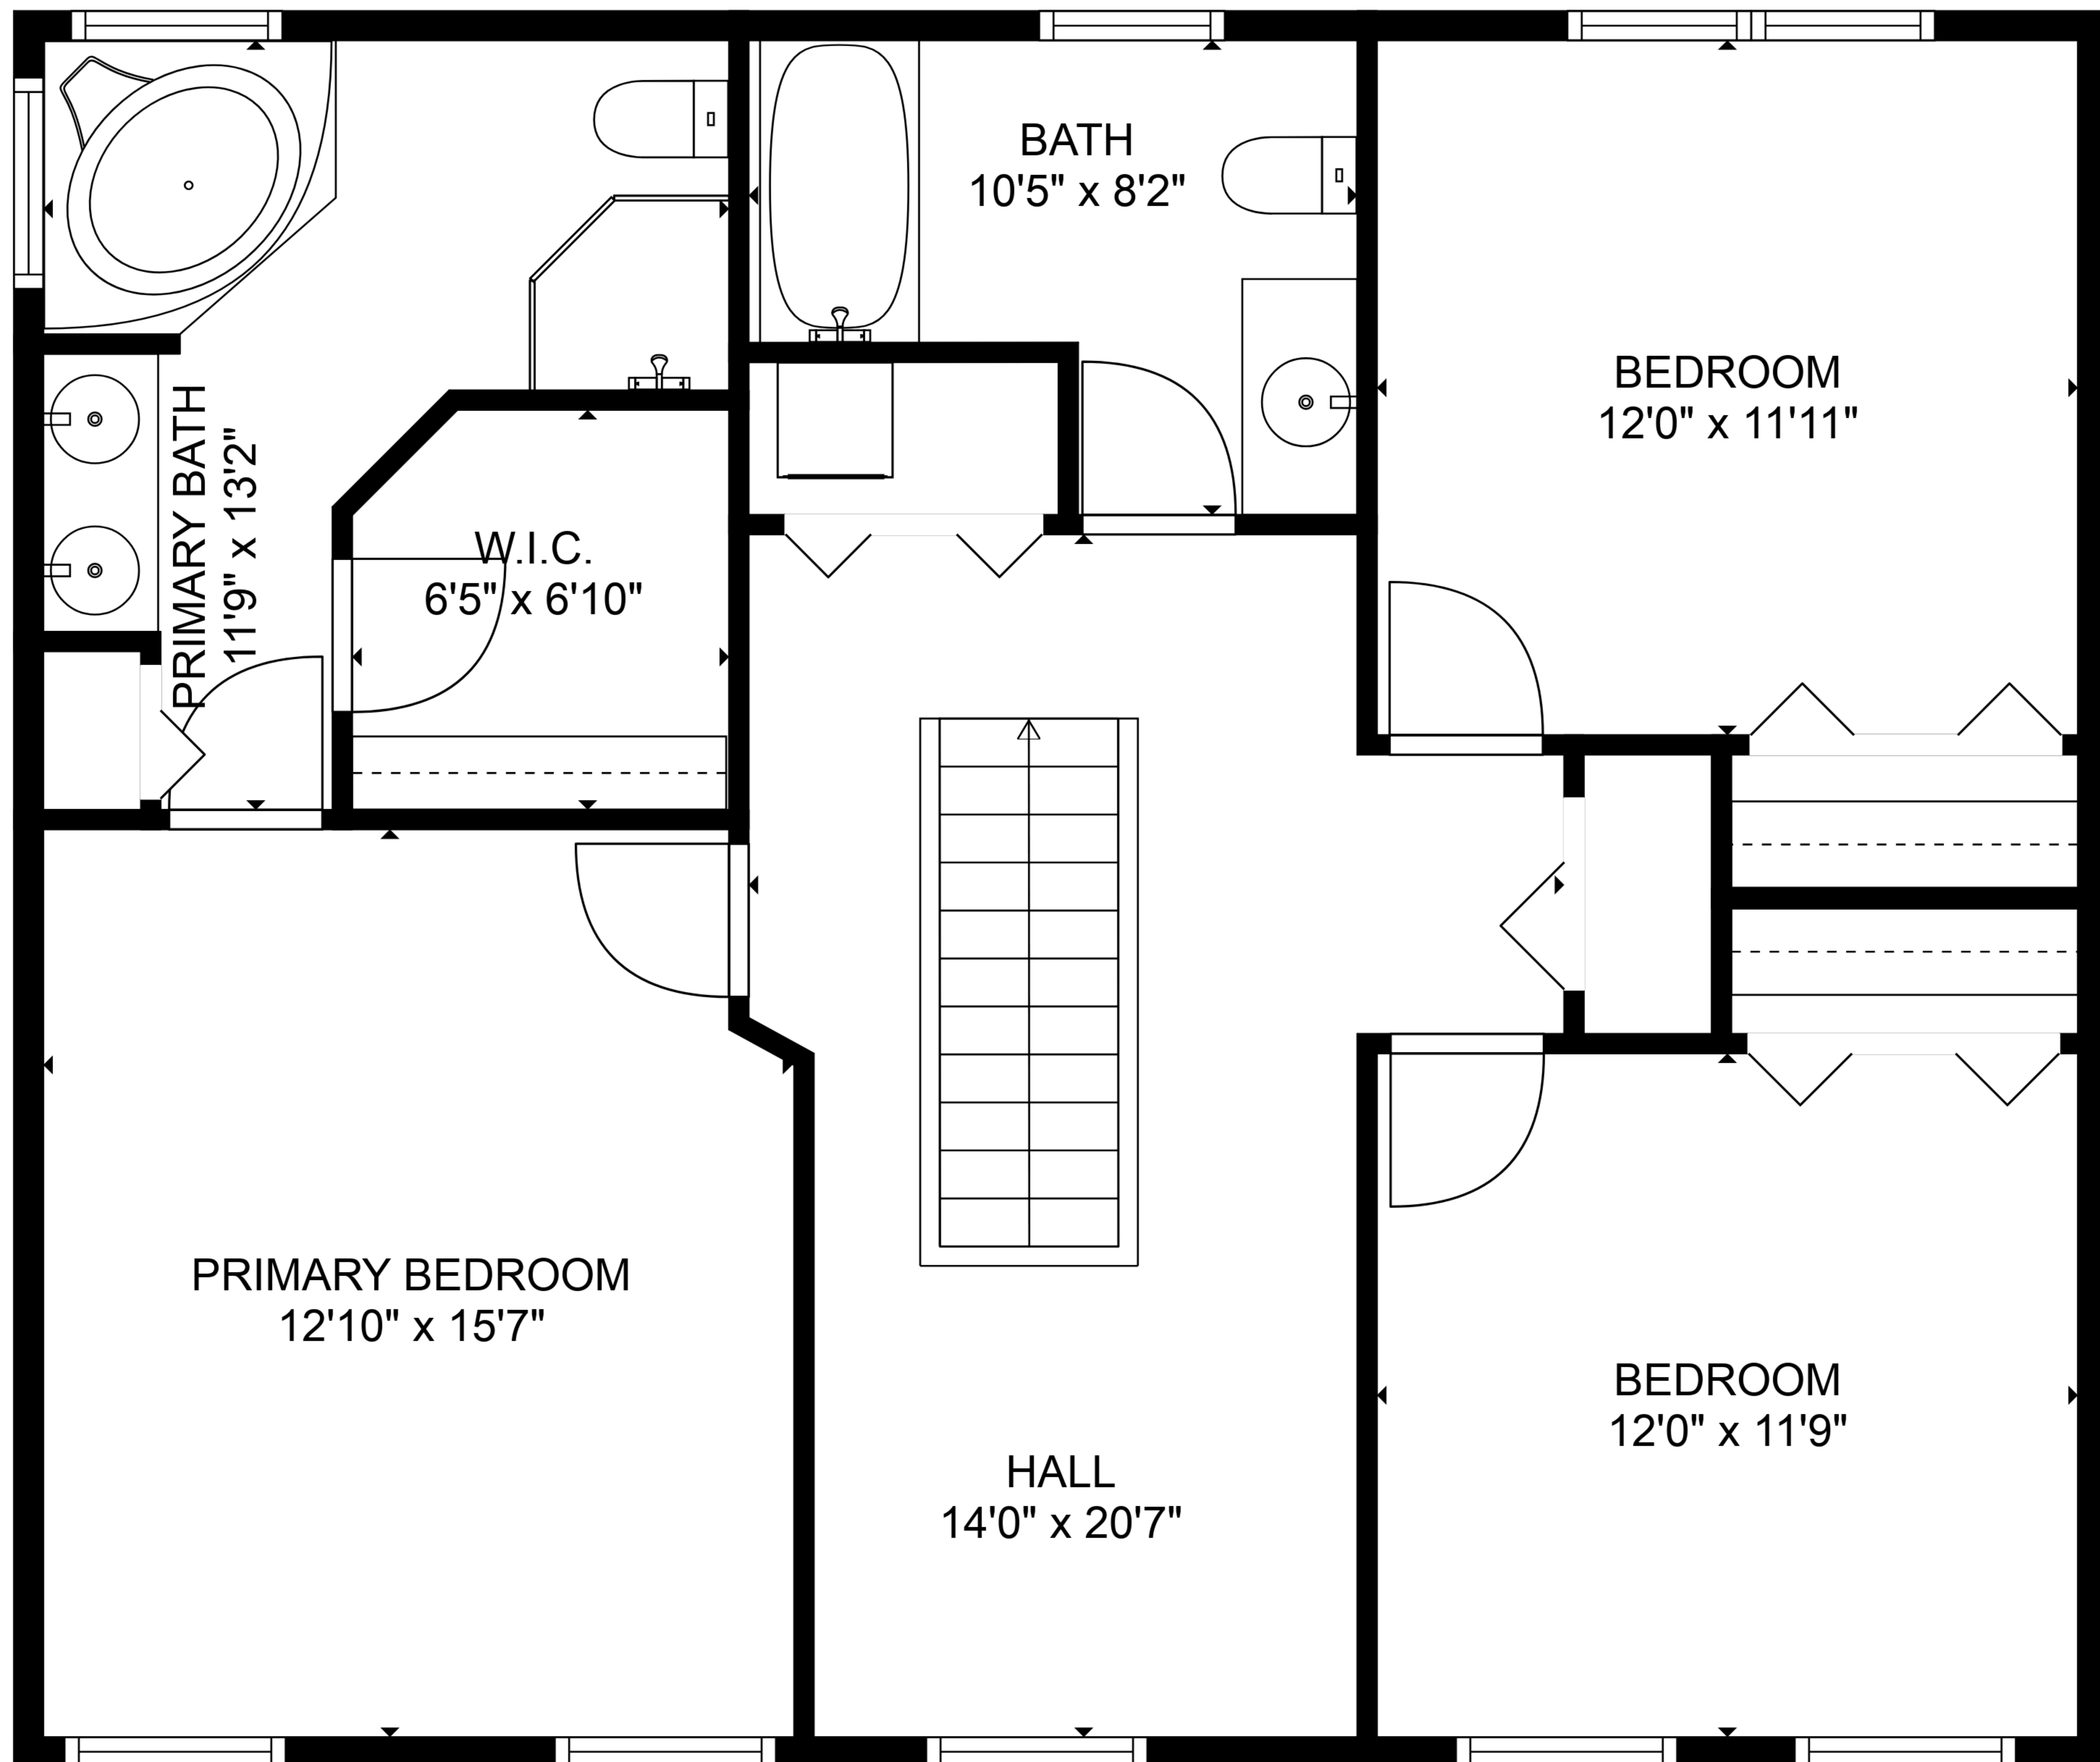 BATH
10'5" x 8'2"
BEDROOM
12'0" x 11'11"
PRIMARY BATH
11'9" x 13'2"
W.I.C.
6'5" x 6'10"
PRIMARY BEDROOM
12'10" x 15'7"
BEDROOM
12'0" x 11'9"
HALL
14'0" x 20'7"